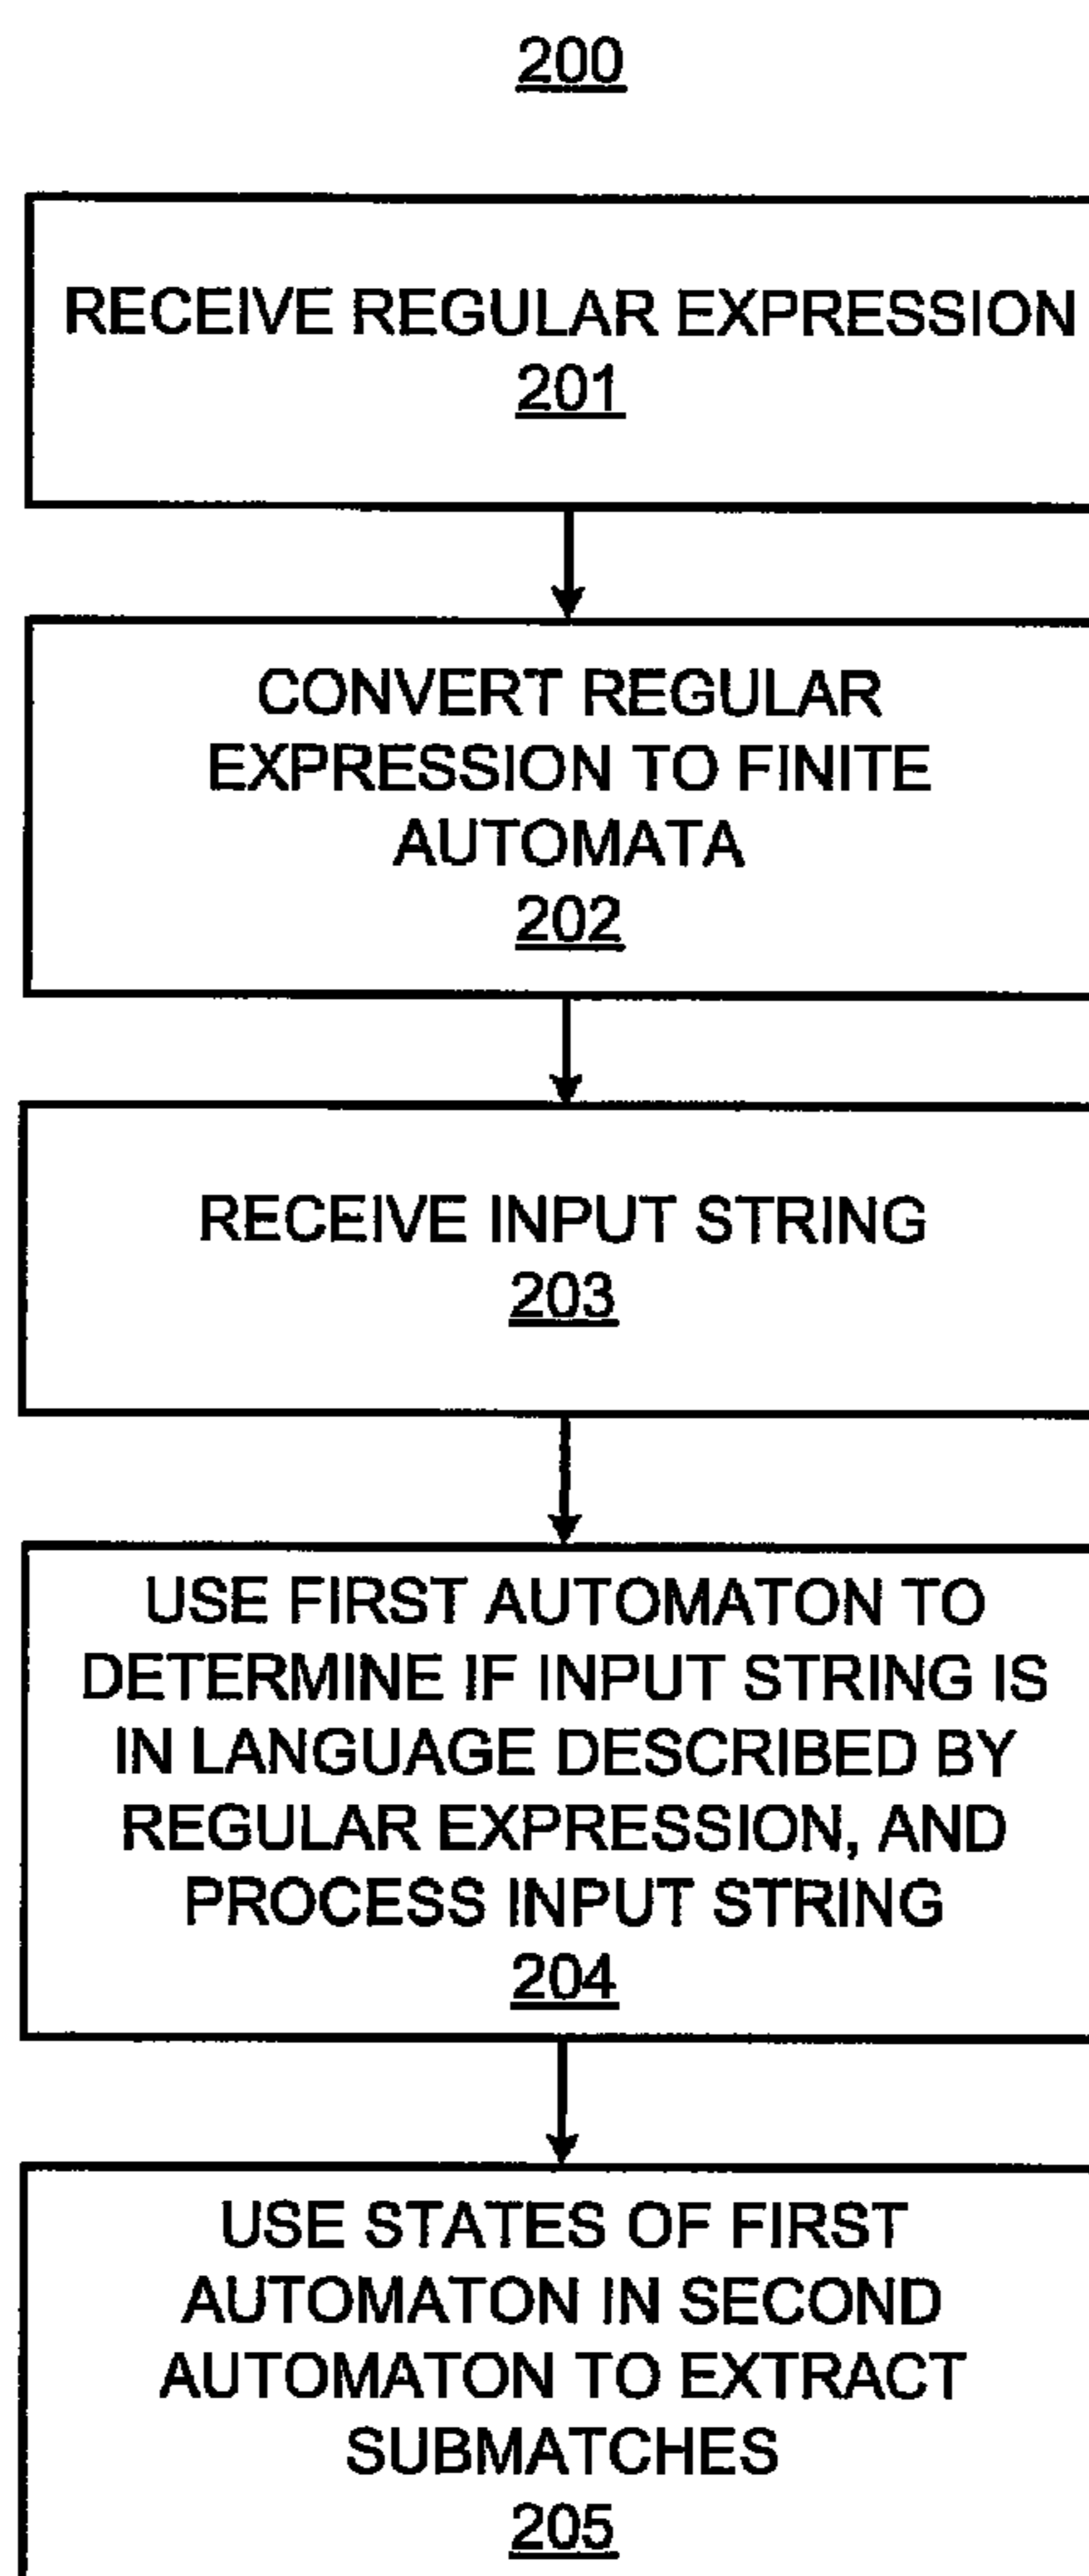 200
RECEIVE REGULAR EXPRESSION
201
CONVERT REGULAR
EXPRESSION TO FINITE
AUTOMATA
202
RECEIVE INPUT STRING
203
USE FIRST AUTOMATON TO
DETERMINE IF INPUT STRING IS
IN LANGUAGE DESCRIBED BY
REGULAR EXPRESSION, AND
PROCESS INPUT STRING
204
USE STATES OF FIRST
AUTOMATON IN SECOND
AUTOMATON TO EXTRACT
SUBMATCHES
205